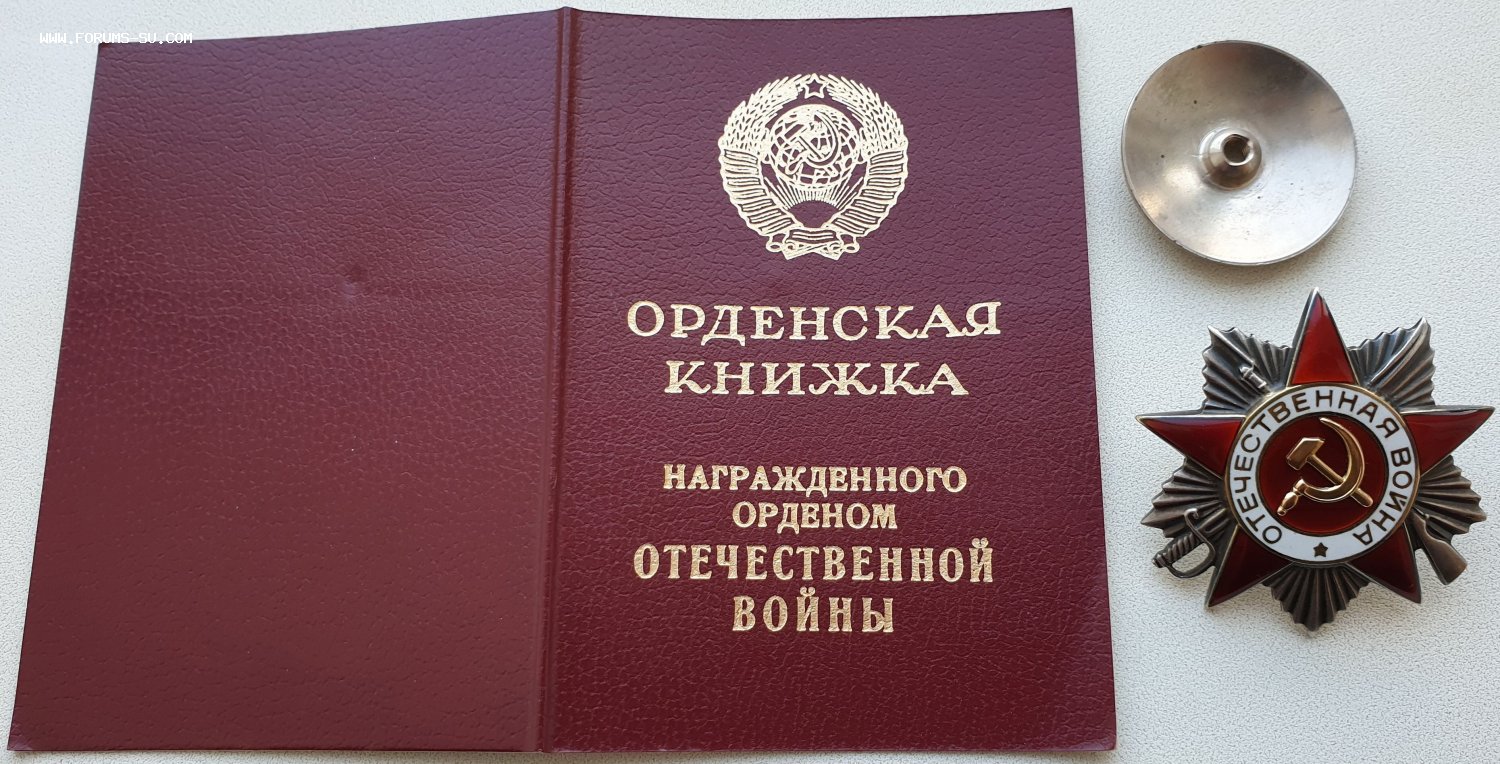 WWW.FORUMS-SU.COM
ОРДЕНСКАЯ
КНИЖКА
НАГРАЖДЕННОГО
ОРДЕНОМ
ОТЕЧЕСТВЕННОЙ
ВОЙНЫ
ОТЕЧЕСТВЕННАЯ ВОЙНА